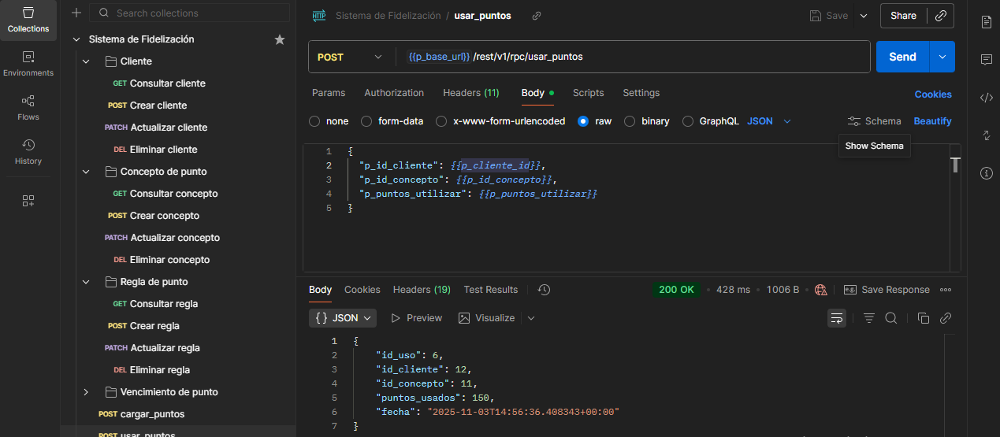 Collections
Environments
Flows
History
Search collections
Sistema de Fidelización
Cliente
GET Consultar cliente
POST Crear cliente
PATCH Actualizar cliente
DEL Eliminar cliente
Concepto de punto
GET Consultar concepto
POST Crear concepto
PATCH Actualizar concepto
DEL Eliminar concepto
Regla de punto
GET Consultar regla
POST Crear regla
PATCH Actualizar regla
DEL Eliminar regla
Vencimiento de punto
POST cargar_puntos
POST usar_puntos
HTTP Sistema de Fidelización / usar_puntos
Save Share
POST {{p_base_url}} /rest/v1/rpc/usar_puntos Send
Params Authorization Headers (11) Body Scripts Settings Cookies
none form-data x-www-form-urlencoded raw binary GraphQL JSON Schema Beautify
Show Schema
1 {
2 "p_id_cliente": {{p_cliente_id}},
3 "p_id_concepto": {{p_id_concepto}},
4 "p_puntos_utilizar": {{p_puntos_utilizar}}
5 }
Body Cookies Headers (19) Test Results 200 OK • 428 ms • 1006 B • e.g. Save Response
{} JSON Preview Visualize
1 {
2 "id_uso": 6,
3 "id_cliente": 12,
4 "id_concepto": 11,
5 "puntos_usados": 150,
6 "fecha": "2025-11-03T14:56:36.408343+00:00"
7 }